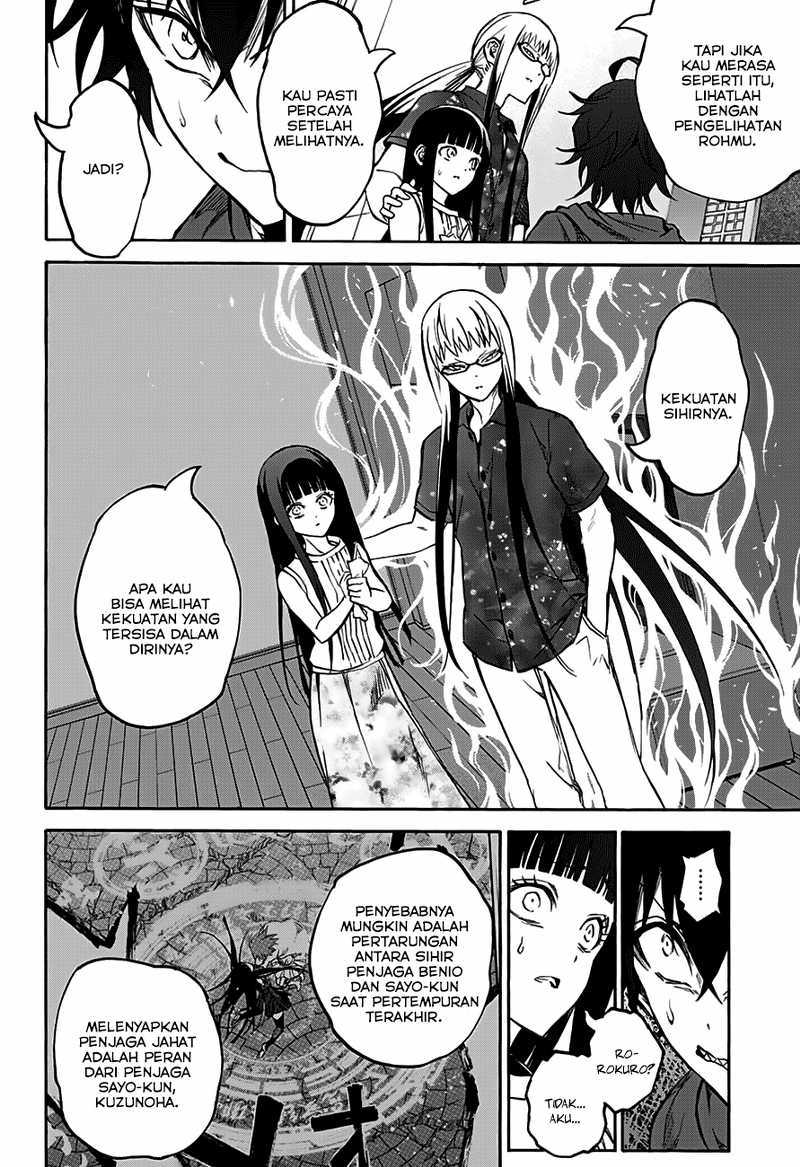 TAPI JIKA
KAU MERASA
SEPERTI ITU,
LIHATLAH
DENGAN
PENGELIHATAN
ROHMU.
KAU PASTI
PERCAYA
SETELAH
MELIHATNYA.
JADI?
KEKUATAN
SIHIRNYA.
APA KAU
BISA MELIHAT
KEKUATAN YANG
TERSISA DALAM
DIRINYA?
........
RO-
ROKURO?
TIDAK...
AKU...
PENYEBABNYA
MUNGKIN ADALAH
PERTARUNGAN
ANTARA SIHIR
PENJAGA BENIO
DAN SAYO-KUN
SAAT PERTEMPURAN
TERAKHIR.
MELENYAPKAN
PENJAGA JAHAT
ADALAH PERAN
DARI PENJAGA
SAYO-KUN,
KUZUNOHA.